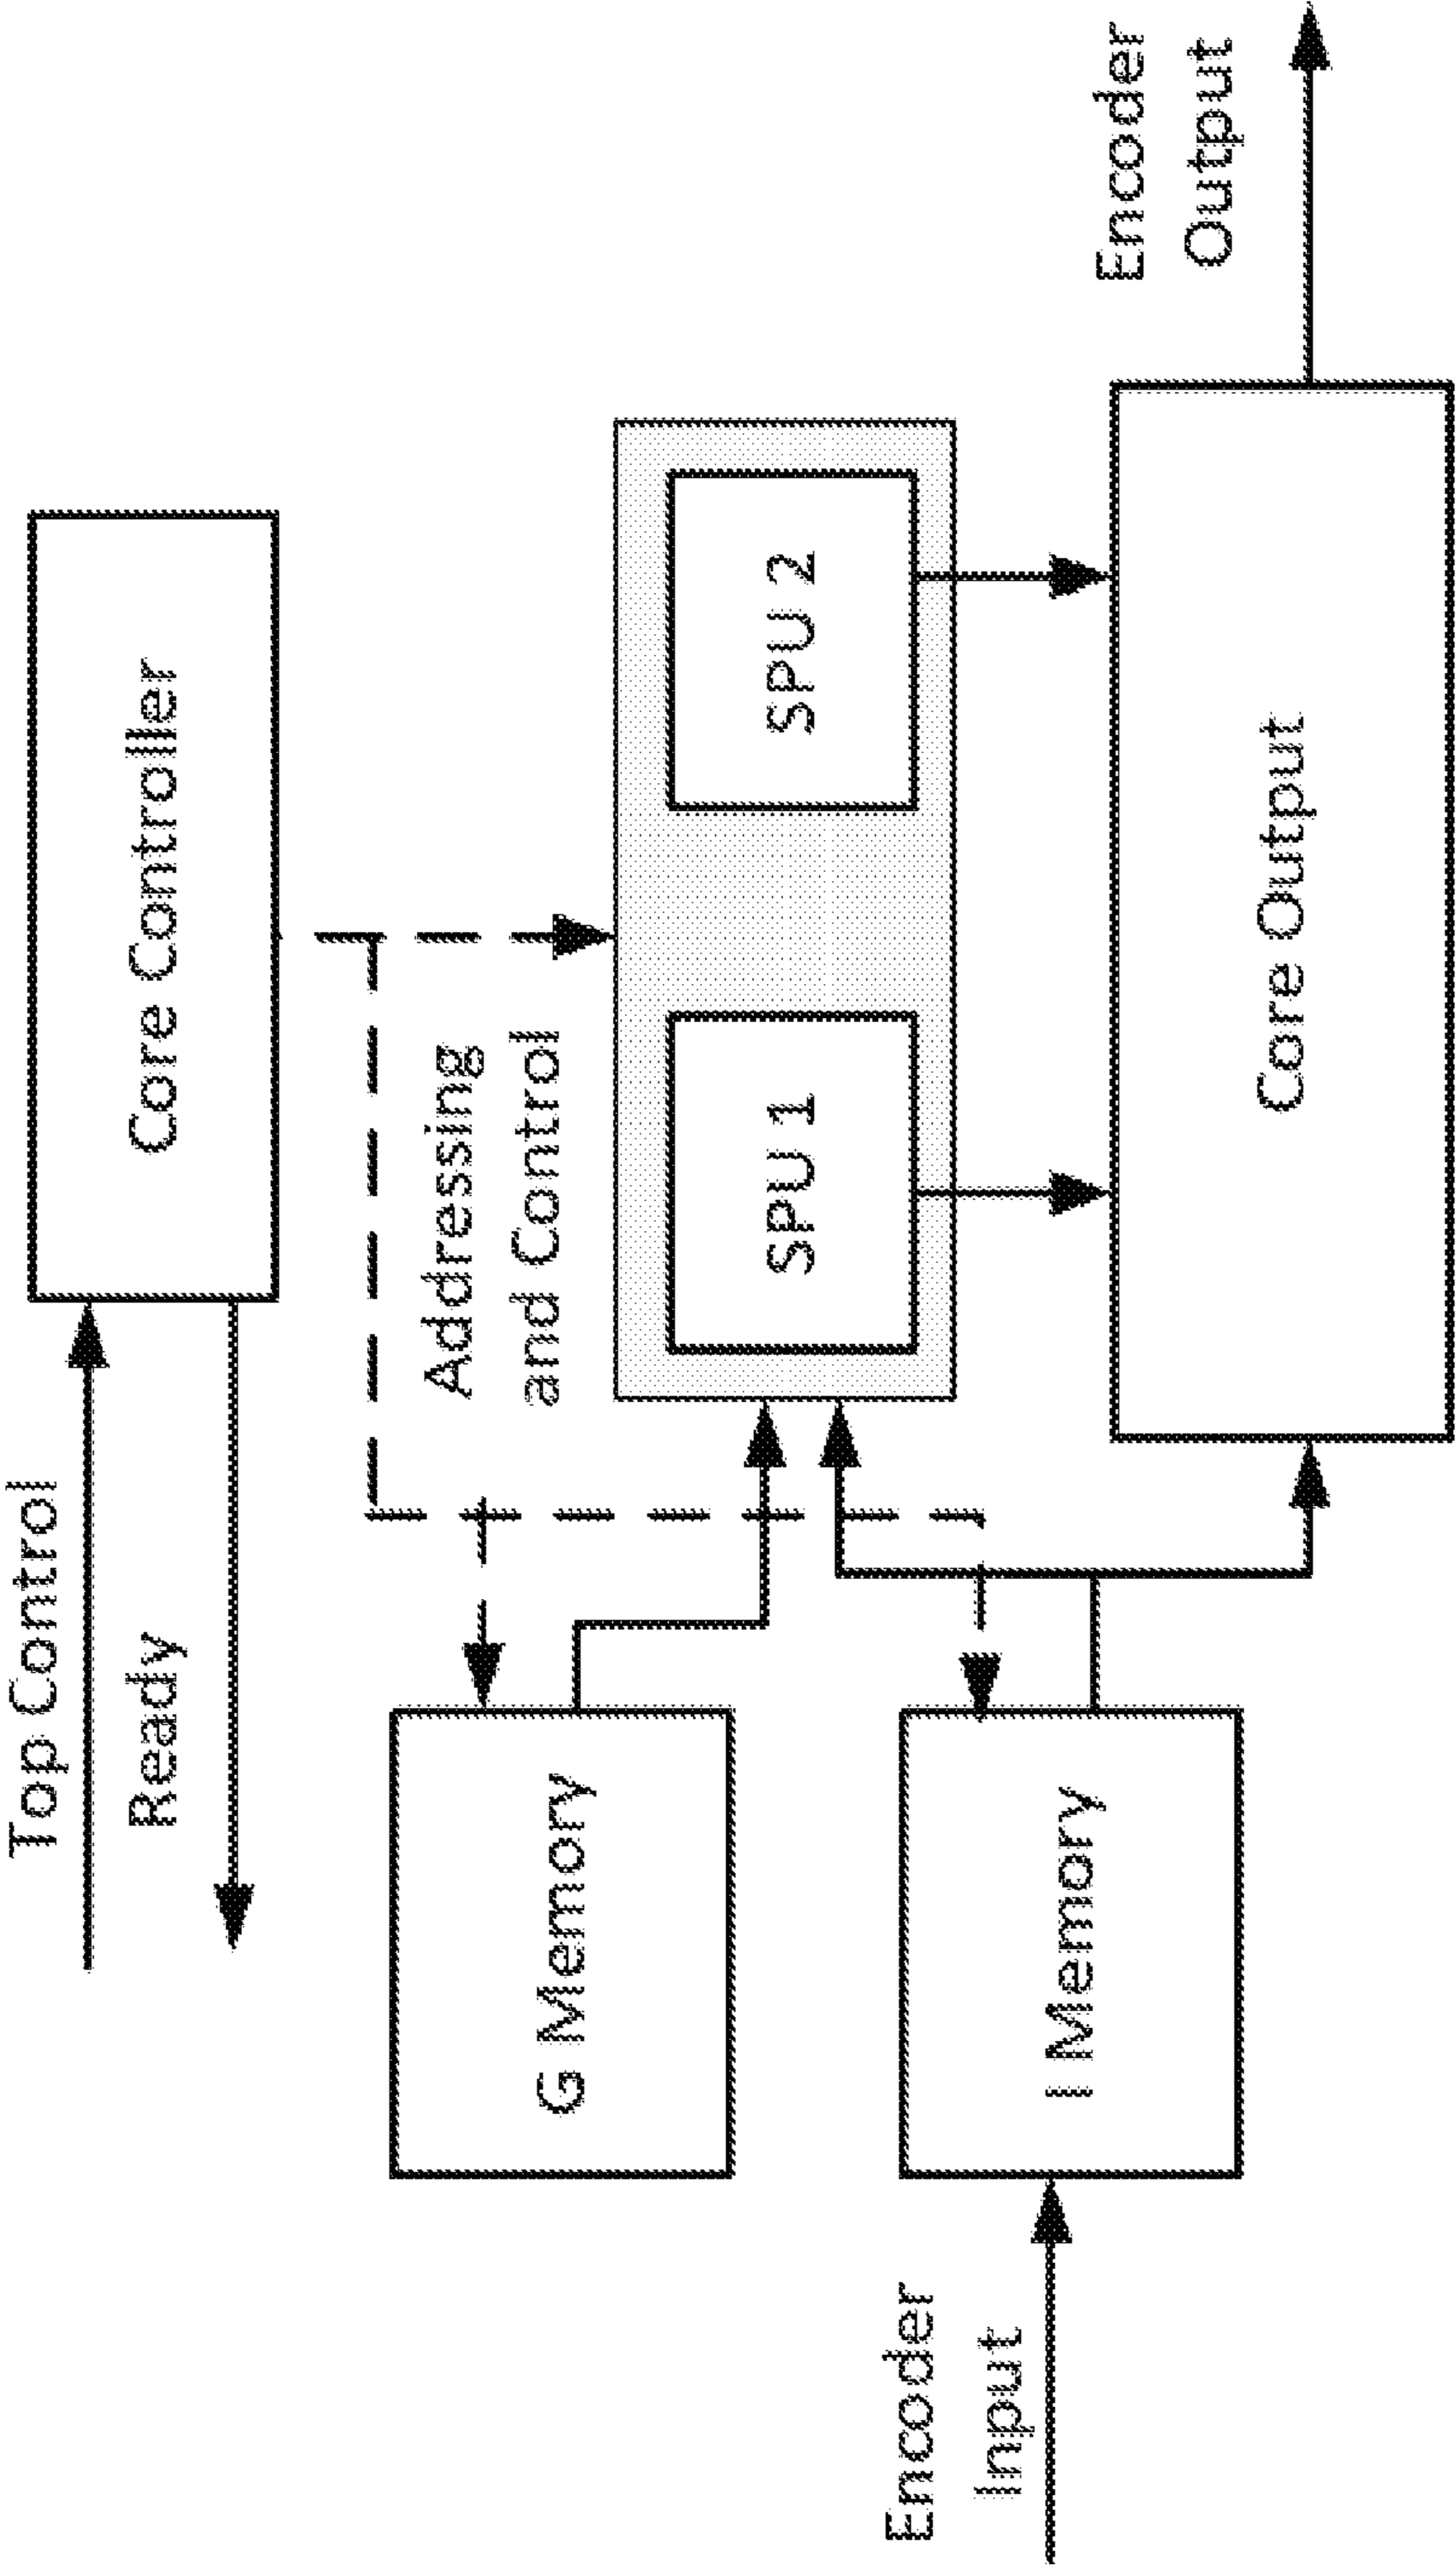 Top Control
Ready
Core Controller
Addressing
and Control
G Memory
SPU 1
SPU 2
I Memory
Encoder
Input
Core Output
Encoder
Output